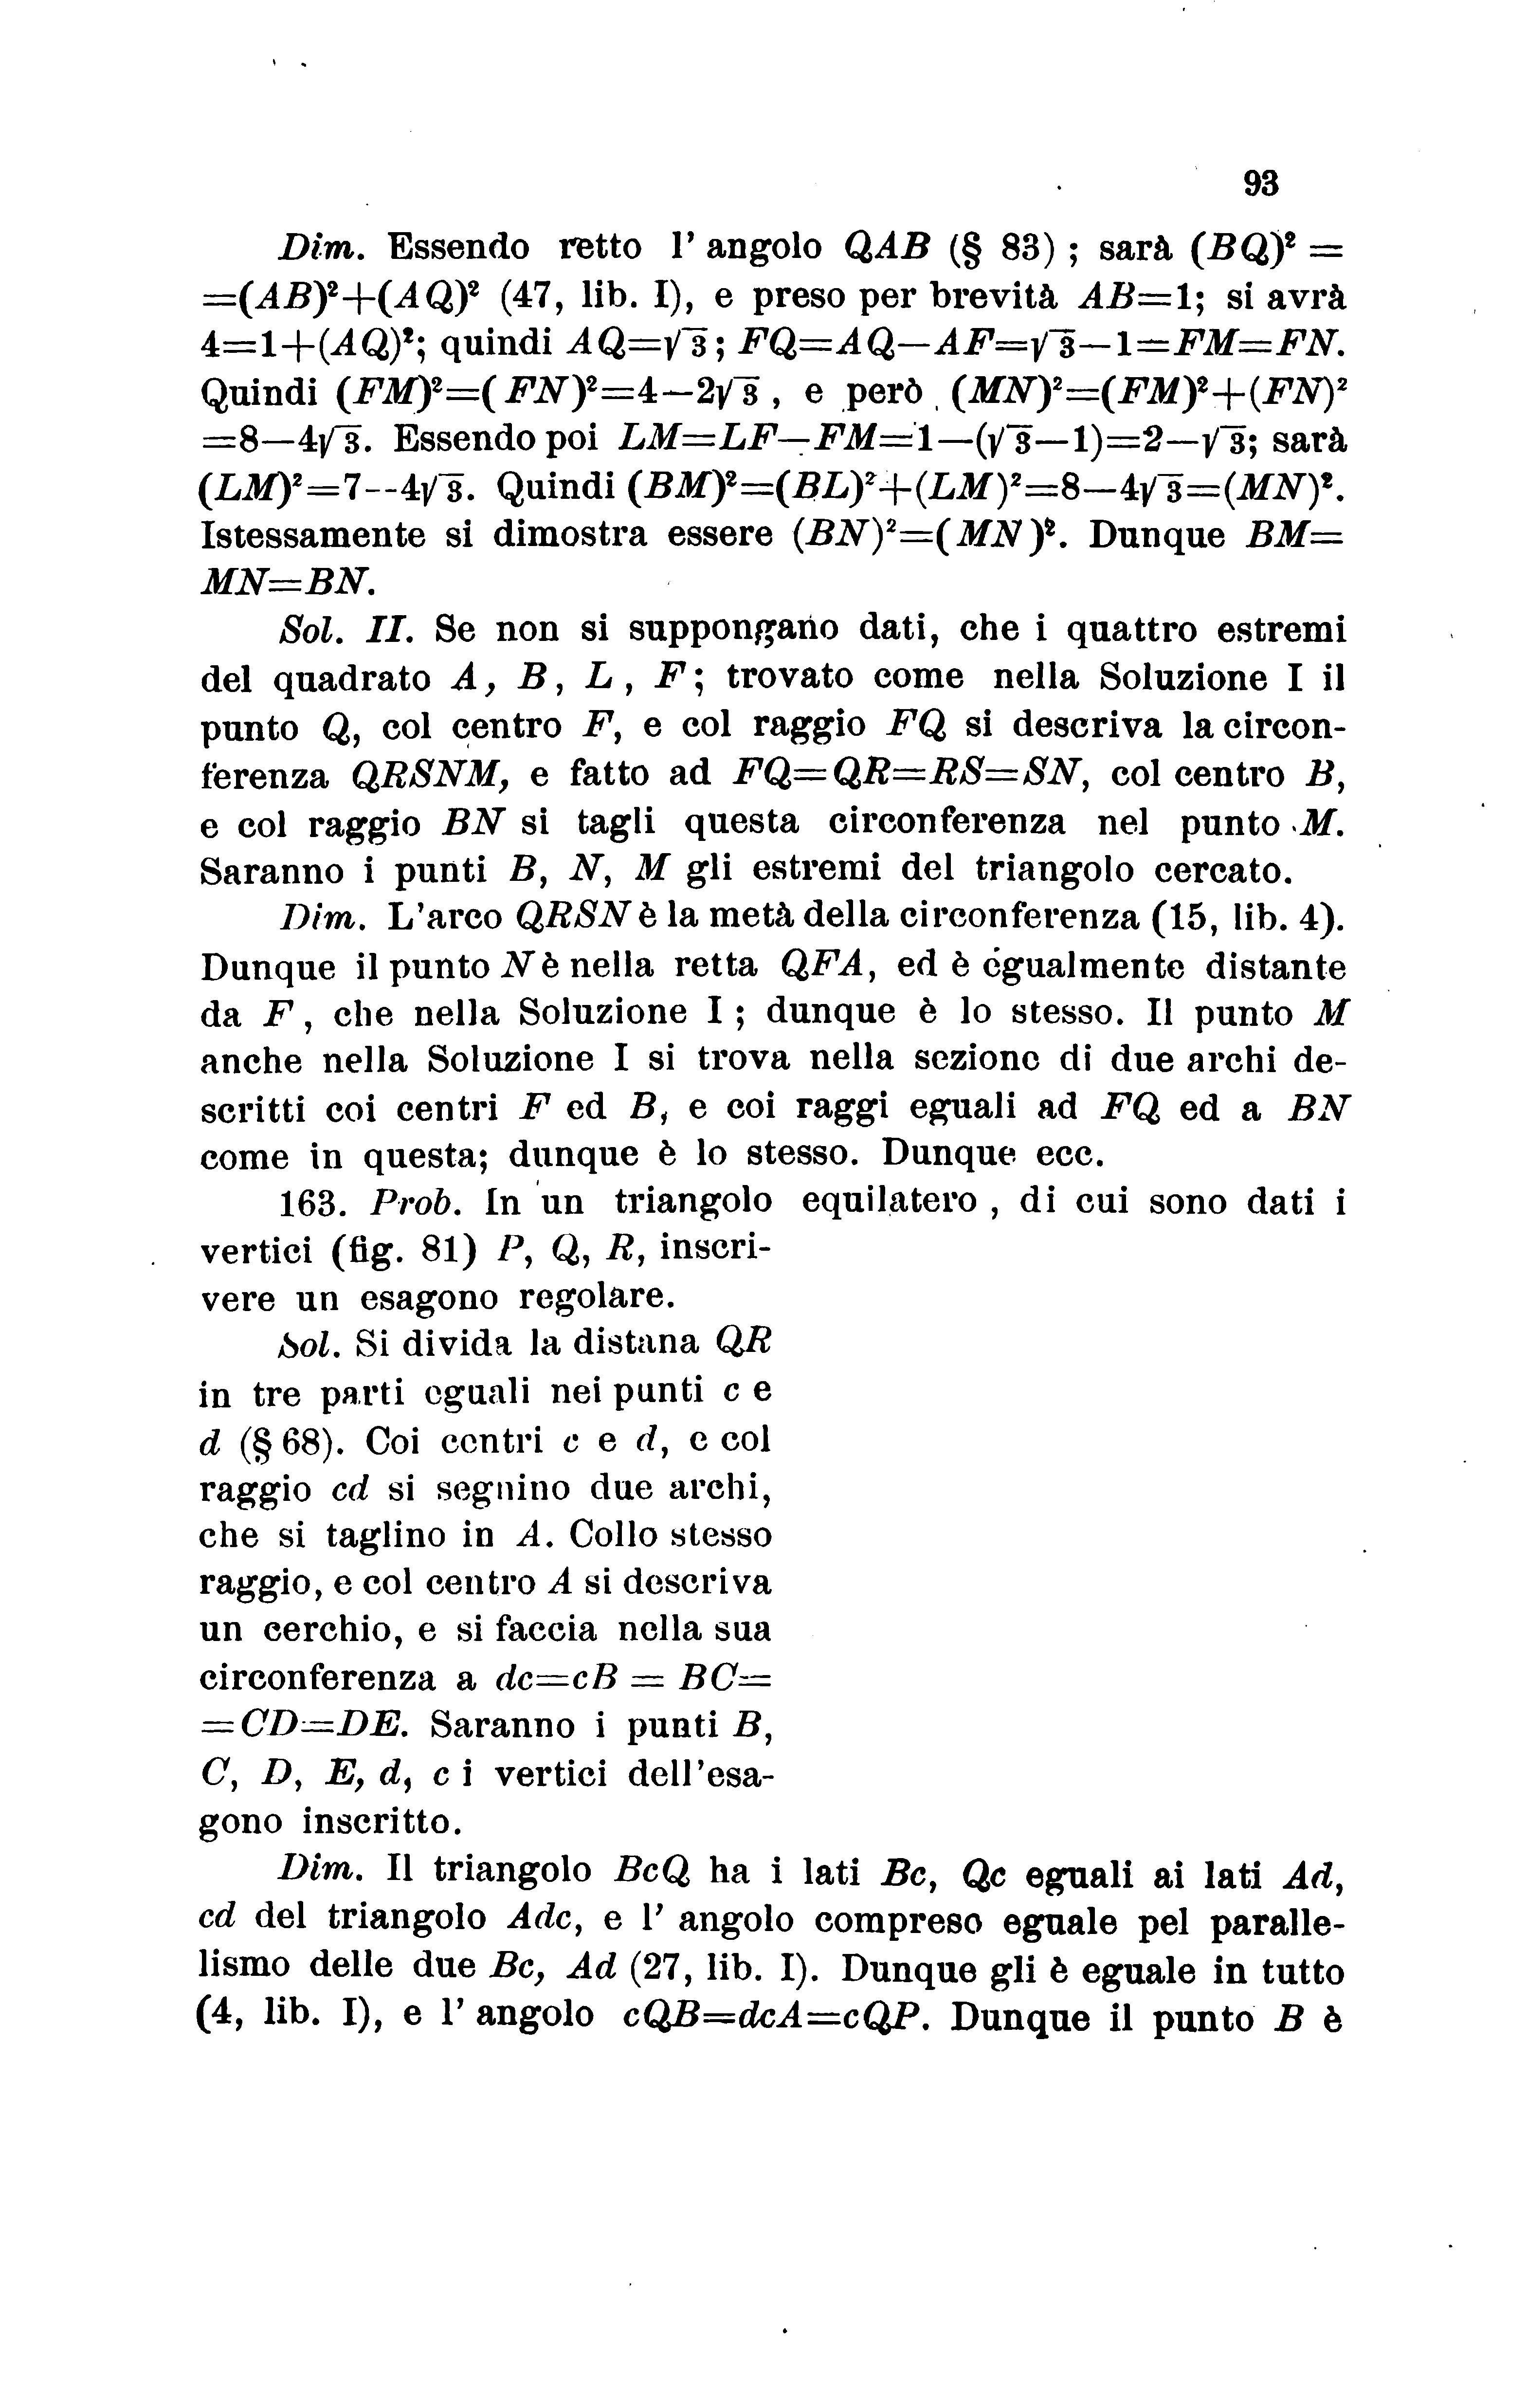 93
Dim. Essendo retto l' angolo QAB (§ 83) ; sarà (BQ)² =
=(AB)²+(AQ)² (47, lib. I), e preso per brevità AB=1; si avrà
4=1+(AQ)²; quindi AQ=√3; FQ=AQ—AF=√3—1=FM=FN.
Quindi (FM)²=(FN)²=4—2√3 , e però (MN)²=(FM)²+(FN)²
=8—4√3. Essendo poi LM=LF—FM=1—(√3—1)=2—√3; sarà
(LM)²=7--4√3. Quindi (BM)²=(BL)²+(LM)²=8—4√3=(MN)².
Istessamente si dimostra essere (BN)²=(MN)². Dunque BM=
MN=BN.
Sol. II. Se non si suppongano dati, che i quattro estremi
del quadrato A, B, L, F; trovato come nella Soluzione I il
punto Q, col centro F, e col raggio FQ si descriva la circon-
ferenza QRSNM, e fatto ad FQ=QR=RS=SN, col centro B,
e col raggio BN si tagli questa circonferenza nel punto M.
Saranno i punti B, N, M gli estremi del triangolo cercato.
Dim. L'arco QRSN è la metà della circonferenza (15, lib. 4).
Dunque il punto N è nella retta QFA, ed è egualmente distante
da F, che nella Soluzione I ; dunque è lo stesso. Il punto M
anche nella Soluzione I si trova nella sezione di due archi de-
scritti coi centri F ed B, e coi raggi eguali ad FQ ed a BN
come in questa; dunque è lo stesso. Dunque ecc.
163. Prob. In un triangolo equilatero , di cui sono dati i
vertici (fig. 81) P, Q, R, inscri-
vere un esagono regolare.
Sol. Si divida la distana QR
in tre parti eguali nei punti c e
d (§ 68). Coi centri c e d, e col
raggio cd si segnino due archi,
che si taglino in A. Collo stesso
raggio, e col centro A si descriva
un cerchio, e si faccia nella sua
circonferenza a dc=cB = BC=
=CD=DE. Saranno i punti B,
C, D, E, d, c i vertici dell'esa-
gono inscritto.
Dim. Il triangolo BcQ ha i lati Bc, Qc eguali ai lati Ad,
cd del triangolo Adc, e l' angolo compreso eguale pel paralle-
lismo delle due Bc, Ad (27, lib. I). Dunque gli è eguale in tutto
(4, lib. I), e l' angolo cQB=dcA=cQP. Dunque il punto B è